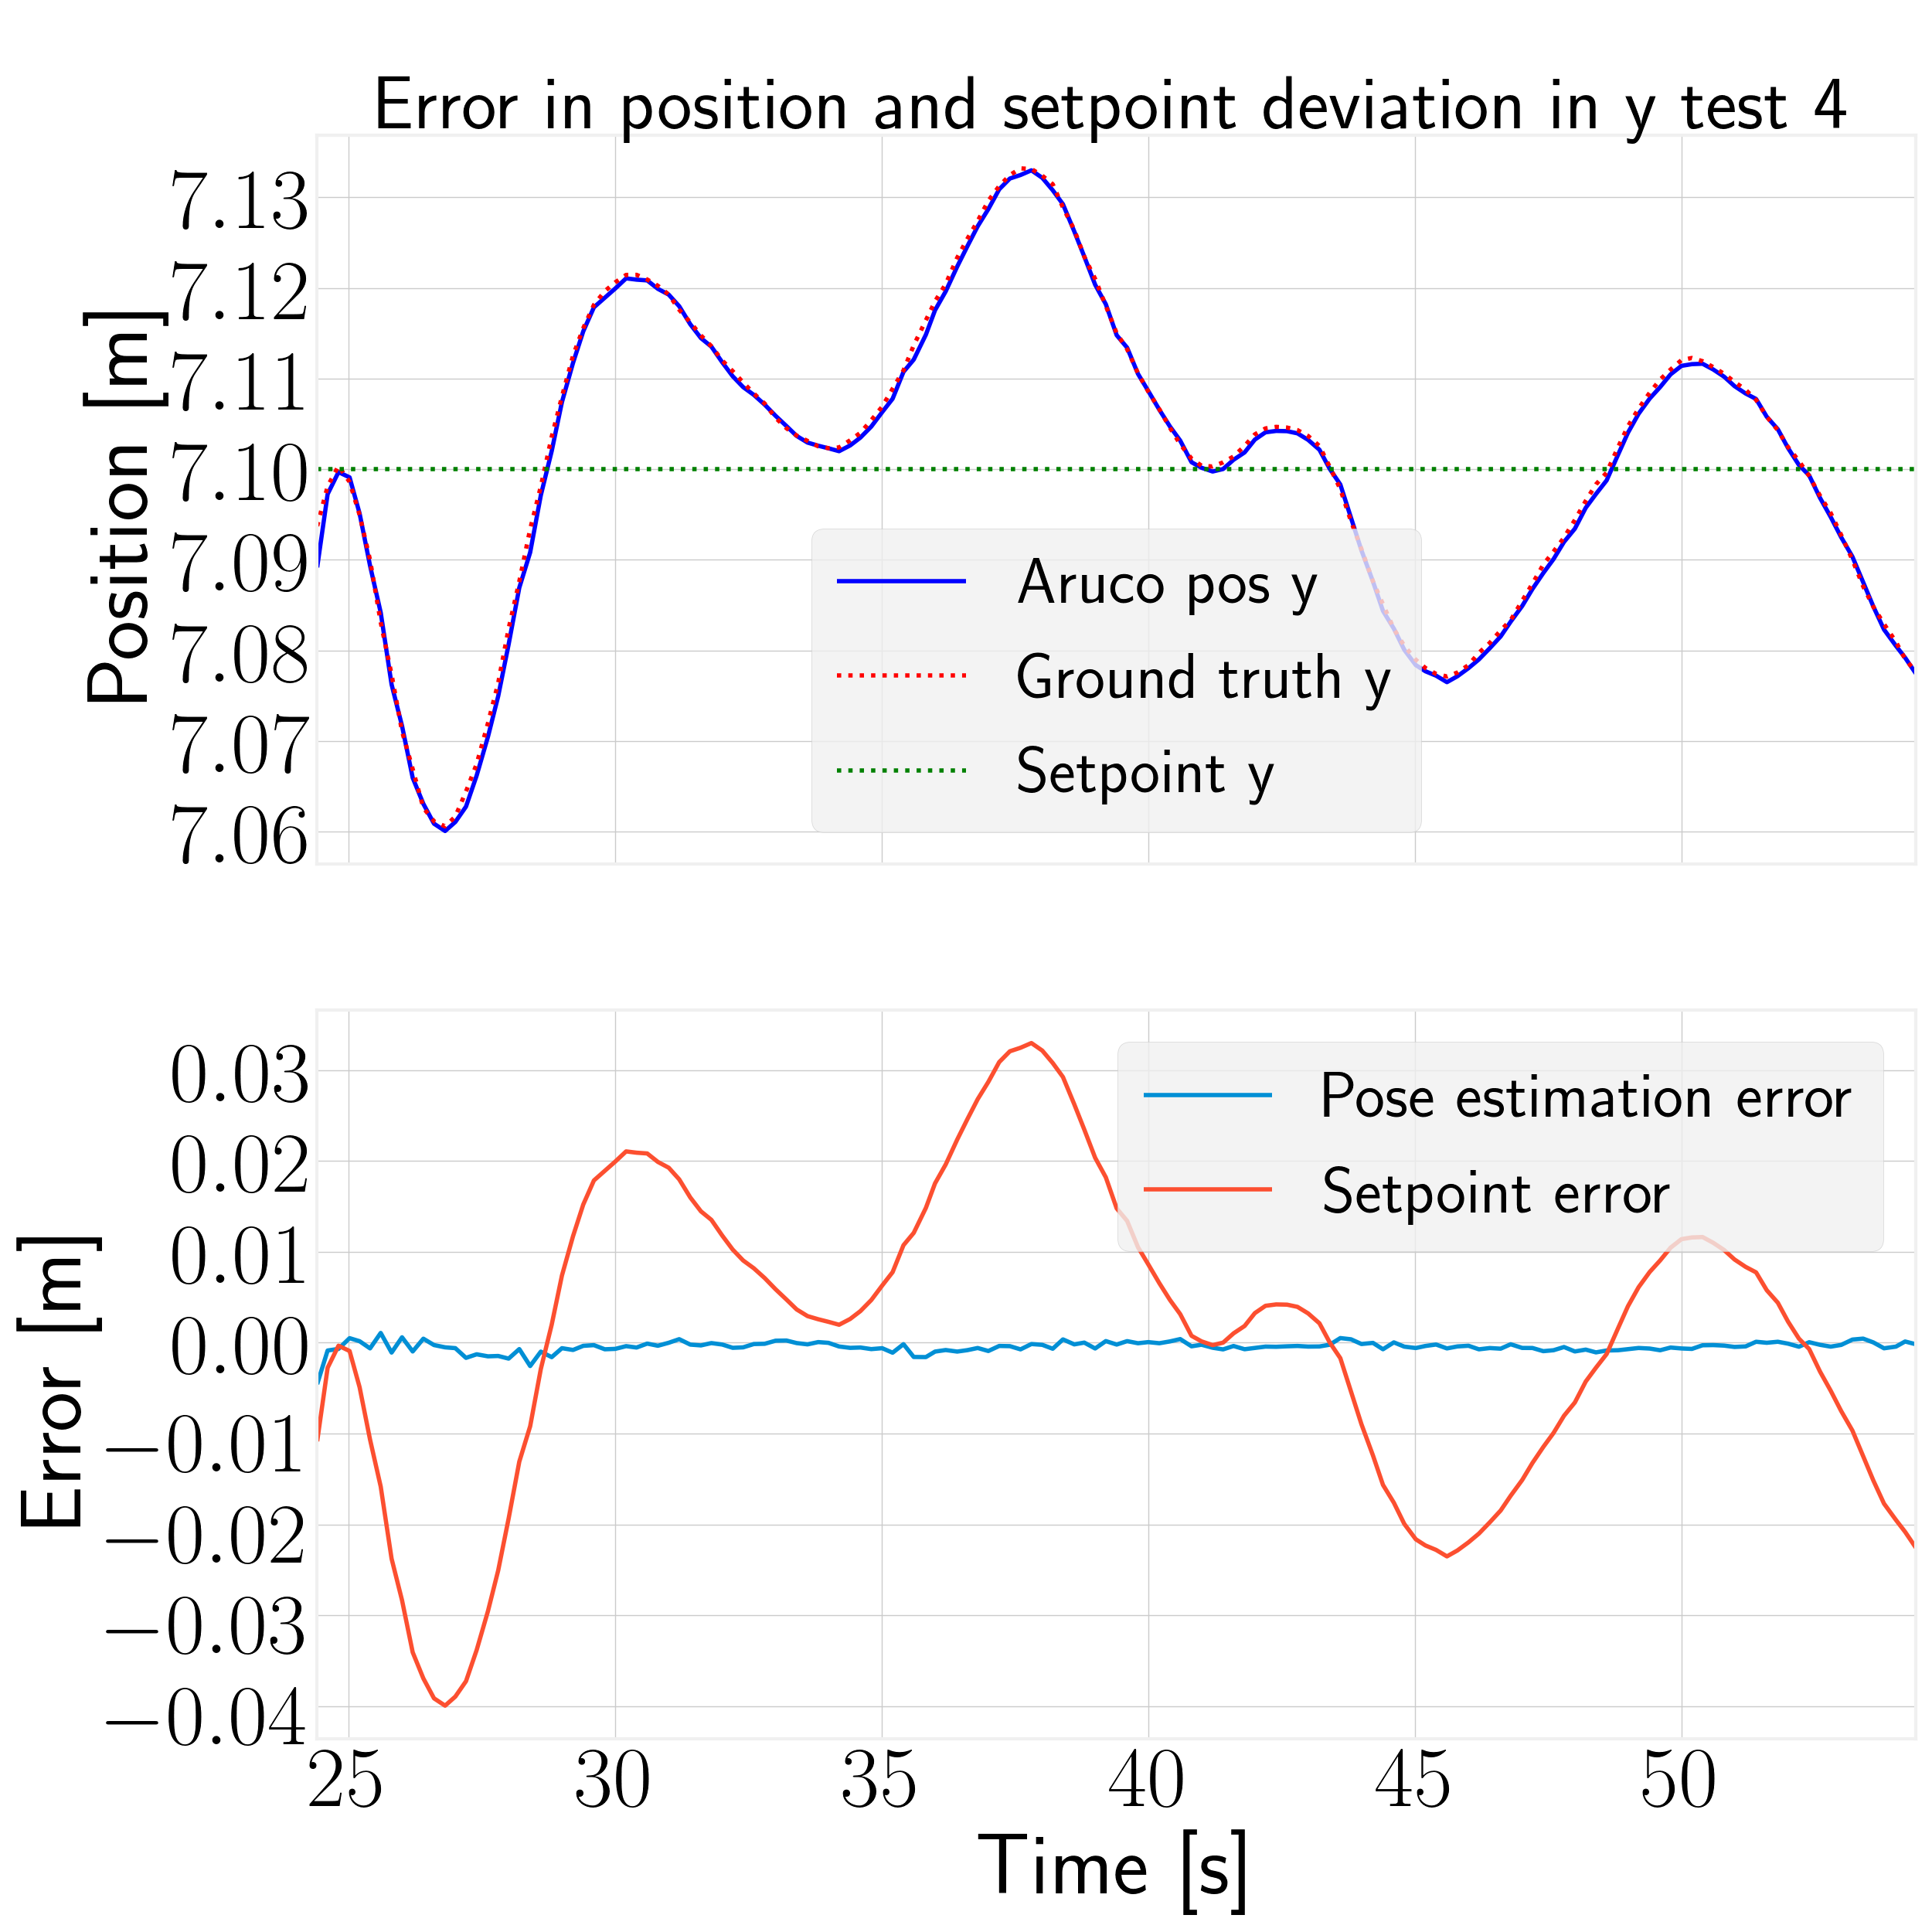 Error in position and setpoint deviation in y test 4
Position [m]
7.13
7.12
7.11
7.10
7.09
7.08
7.07
7.06
Aruco pos y
Ground truth y
Setpoint y
Error [m]
0.03
0.02
0.01
0.00
−0.01
−0.02
−0.03
−0.04
Pose estimation error
Setpoint error
25 30 35 40 45 50
Time [s]